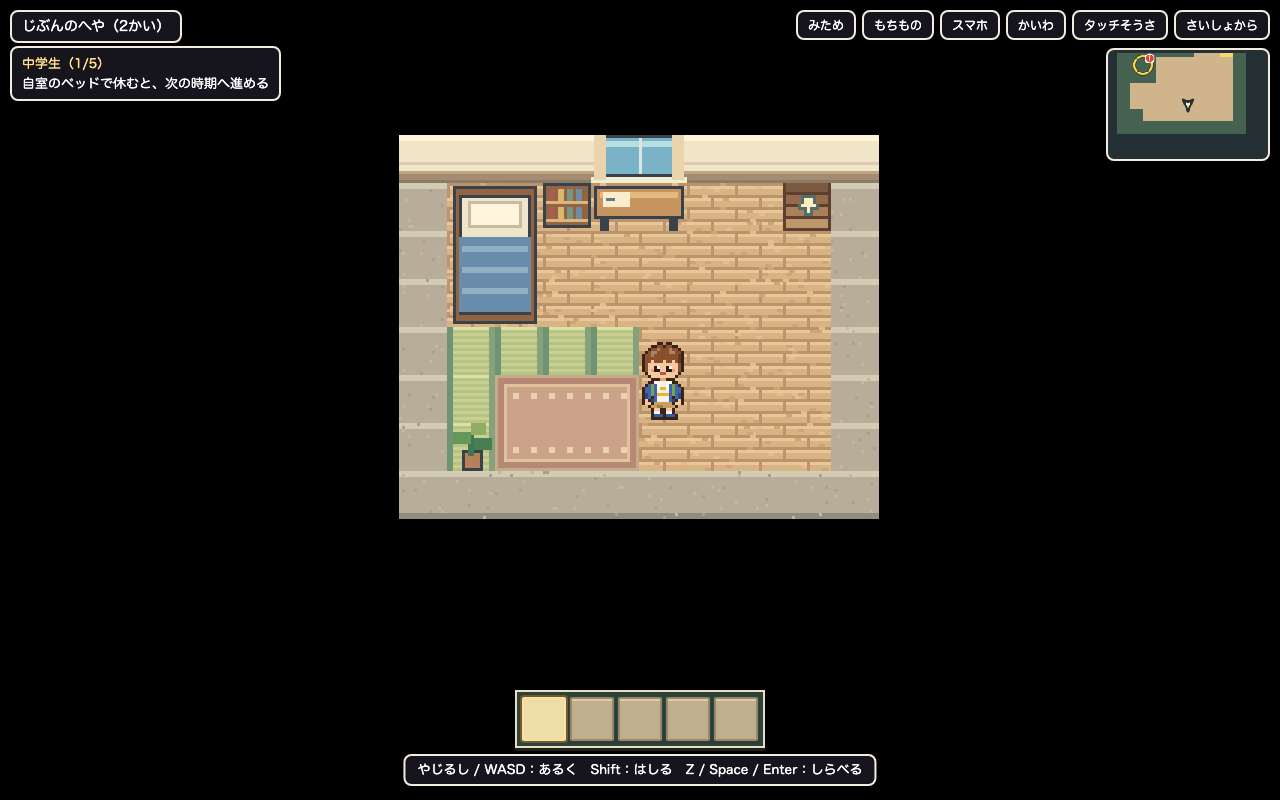 じぶんのへや（2かい）
みため
もちもの
スマホ
かいわ
タッチそうさ
さいしょから
中学生（1/5）
自室のベッドで休むと、次の時期へ進める
!
やじるし / WASD：あるく　Shift：はしる　Z / Space / Enter：しらべる